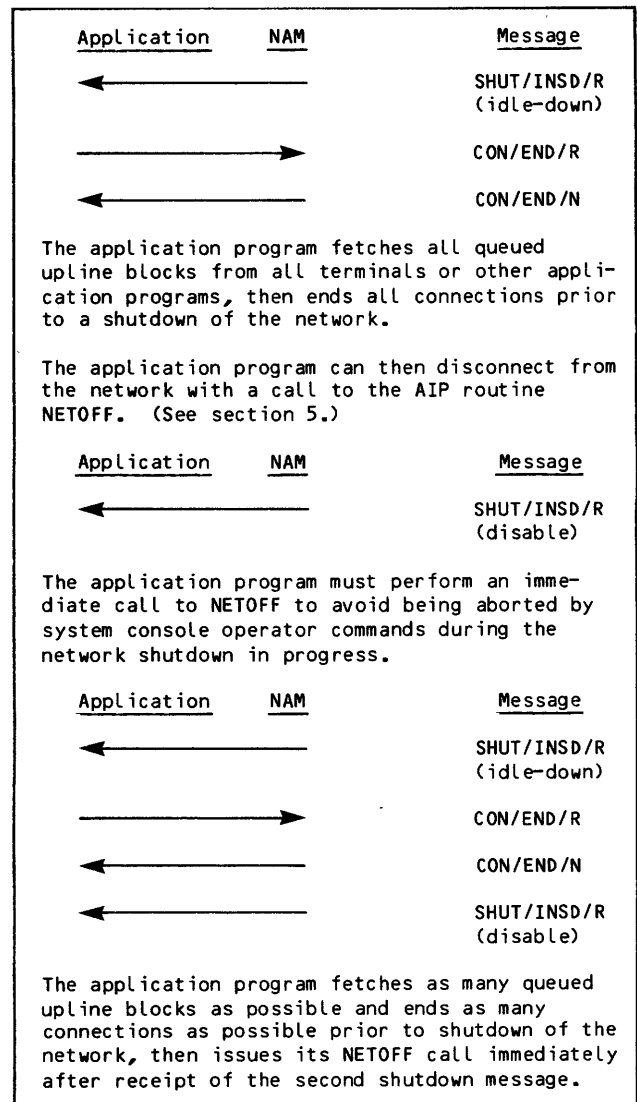 Application NAM Message
SHUT/INSD/R
(idle-down)
CON/END/R
CON/END/N
The application program fetches all queued
upline blocks from all terminals or other appli-
cation programs, then ends all connections prior
to a shutdown of the network.
The application program can then disconnect from
the network with a call to the AIP routine
NETOFF. (See section 5.)
Application NAM Message
SHUT/INSD/R
(disable)
The application program must perform an imme-
diate call to NETOFF to avoid being aborted by
system console operator commands during the
network shutdown in progress.
Application NAM Message
SHUT/INSD/R
(idle-down)
CON/END/R
CON/END/N
SHUT/INSD/R
(disable)
The application program fetches as many queued
upline blocks as possible and ends as many
connections as possible prior to shutdown of the
network, then issues its NETOFF call immediately
after receipt of the second shutdown message.